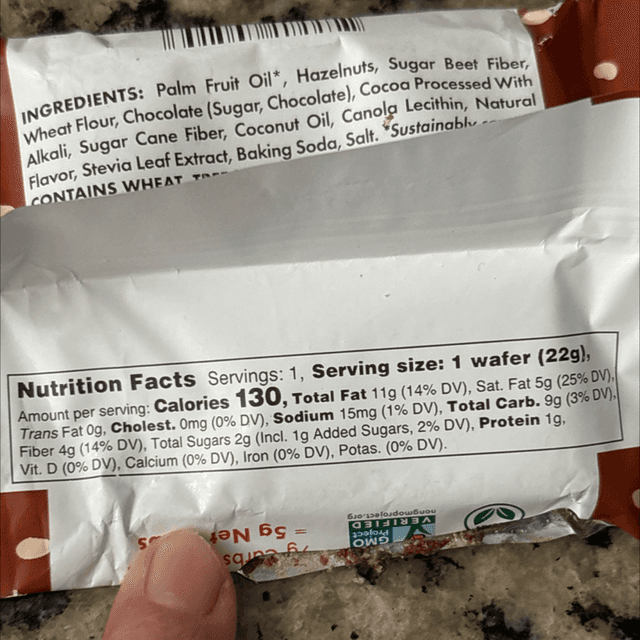 INGREDIENTS: Palm Fruit Oil*, Hazelnuts, Sugar Beet Fiber,
Wheat Flour, Chocolate (Sugar, Chocolate), Cocoa Processed With
Alkali, Sugar Cane Fiber, Coconut Oil, Canola Lecithin, Natural
Flavor, Stevia Leaf Extract, Baking Soda, Salt. *Sustainably
CONTAINS WHEAT
Nutrition Facts Servings: 1, Serving size: 1 wafer (22g),
Amount per serving: Calories 130, Total Fat 11g (14% DV), Sat. Fat 5g (25% DV),
Trans Fat 0g, Cholest. 0mg (0% DV), Sodium 15mg (1% DV), Total Carb. 9g (3% DV),
Fiber 4g (14% DV), Total Sugars 2g (Incl. 1g Added Sugars, 2% DV), Protein 1g,
Vit. D (0% DV), Calcium (0% DV), Iron (0% DV), Potas. (0% DV).
= 5g Net
GMO
Project
VERIFIED
nongmoproject.org